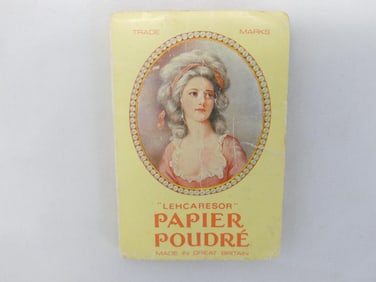 TRADE MARKS
"LEHCARESOR"
PAPIER
POUDRÉ
MADE IN GREAT BRITAIN